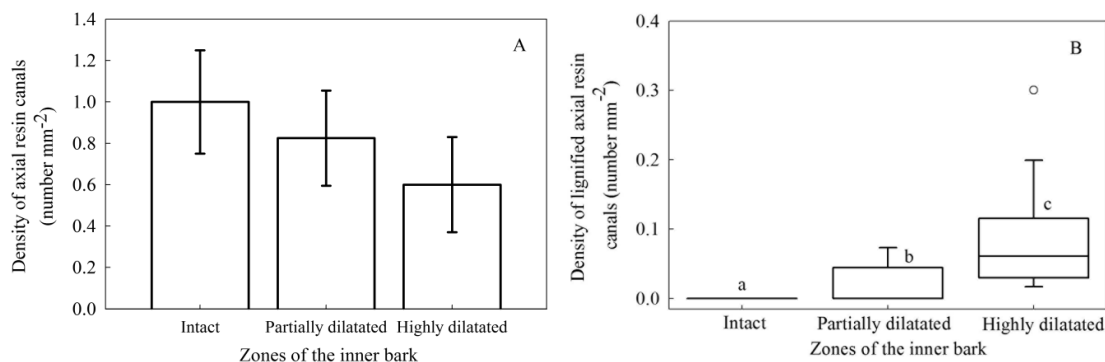 Density of axial resin canals
(number mm-2)
1.4
1.2
1.0
0.8
0.6
0.4
0.2
0.0
A
Intact
Partially dilatated
Highly dilatated
Zones of the inner bark
Density of lignified axial resin
canals (number mm-2)
0.4
0.3
0.2
0.1
0.0
B
a
b
c
Intact
Partially dilatated
Highly dilatated
Zones of the inner bark